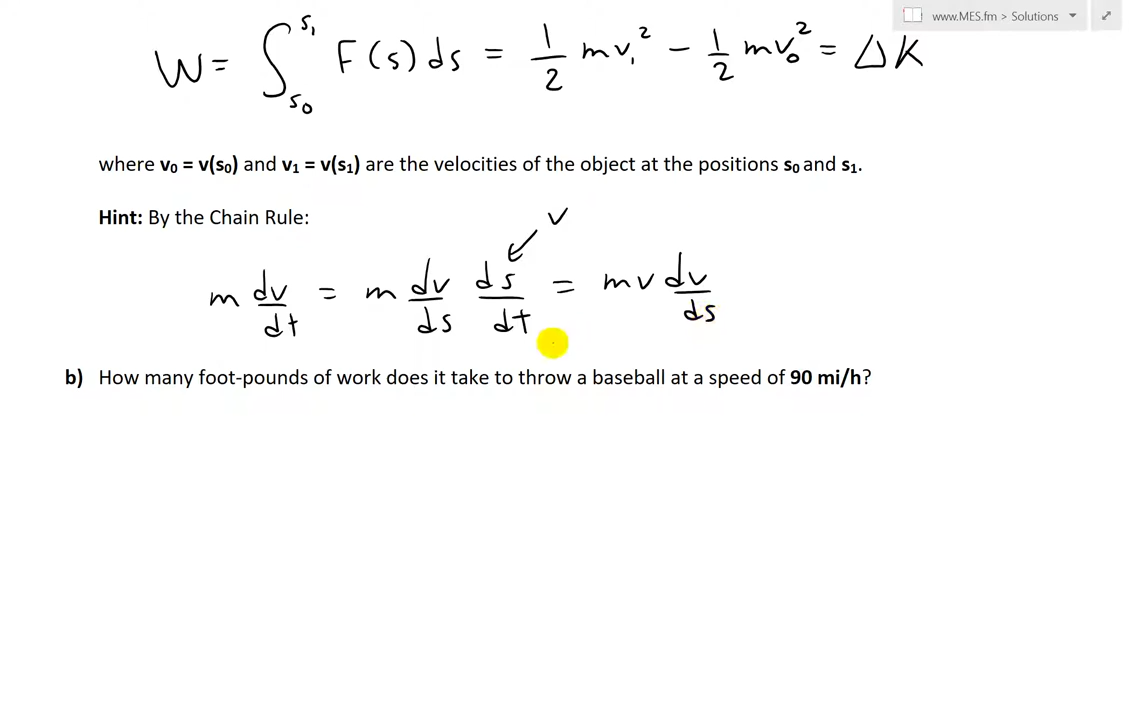 www.MES.fm > Solutions
W = ∫_{s₀}^{s₁} F(s) ds = 1/2 m v₁² − 1/2 m v₀² = ΔK
where v₀ = v(s₀) and v₁ = v(s₁) are the velocities of the object at the positions s₀ and s₁.
Hint: By the Chain Rule:
v
m dv/dt = m dv/ds ds/dt = mv dv/ds
b) How many foot-pounds of work does it take to throw a baseball at a speed of 90 mi/h?